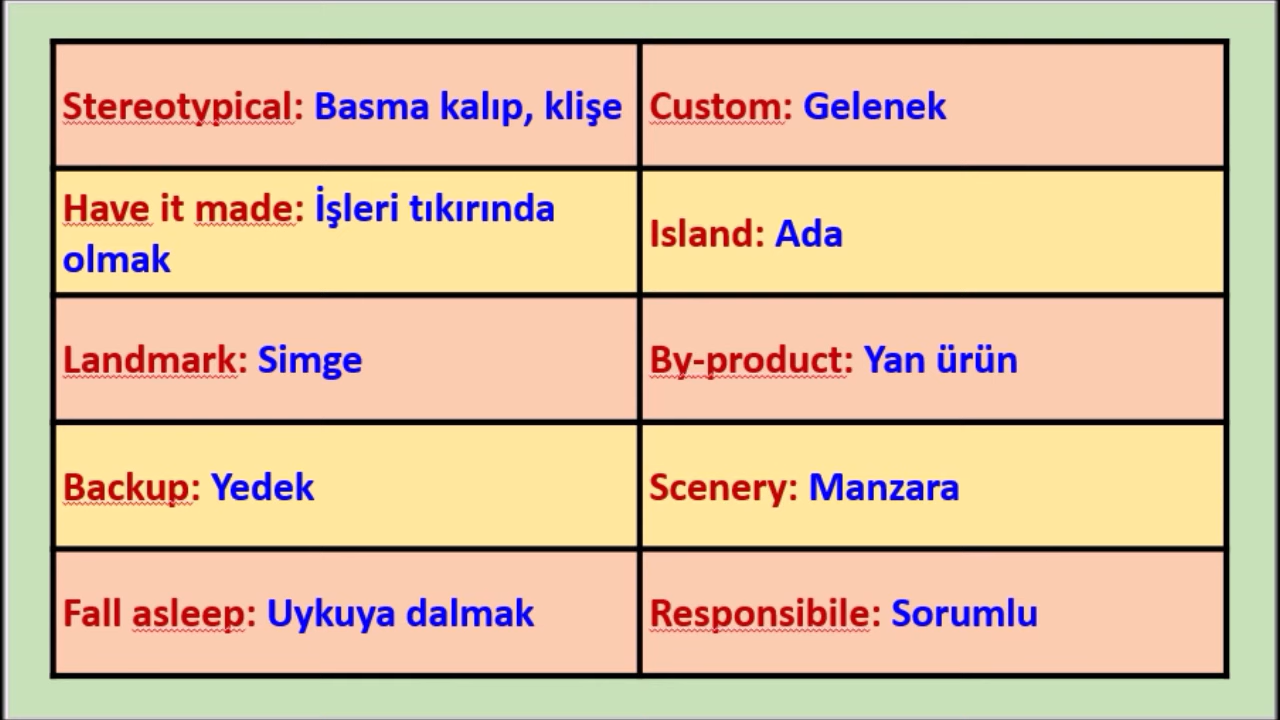 Stereotypical: Basma kalıp, klişe
Custom: Gelenek
Have it made: İşleri tıkırında
olmak
Island: Ada
Landmark: Simge
By-product: Yan ürün
Backup: Yedek
Scenery: Manzara
Fall asleep: Uykuya dalmak
Responsibile: Sorumlu